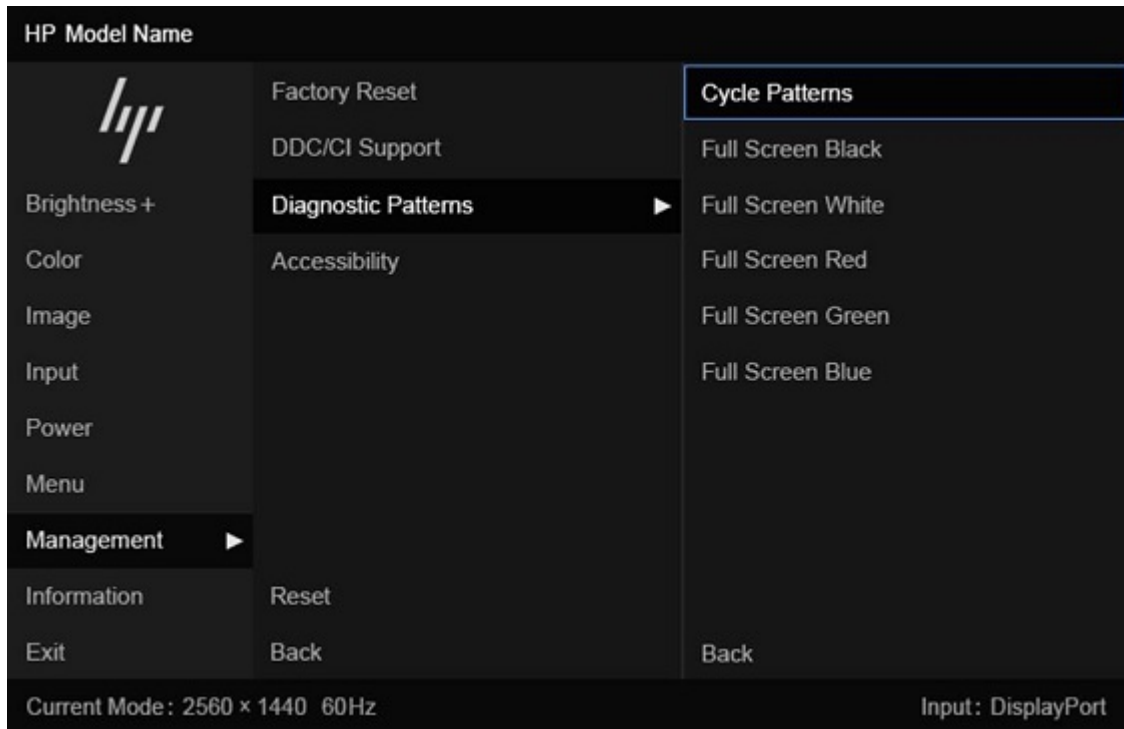 HP Model Name
hp
Brightness+
Color
Image
Input
Power
Menu
Management ▶
Information
Exit
Factory Reset
DDC/CI Support
Diagnostic Patterns ▶
Accessibility
Reset
Back
Cycle Patterns
Full Screen Black
Full Screen White
Full Screen Red
Full Screen Green
Full Screen Blue
Back
Current Mode: 2560 × 1440 60Hz
Input: DisplayPort